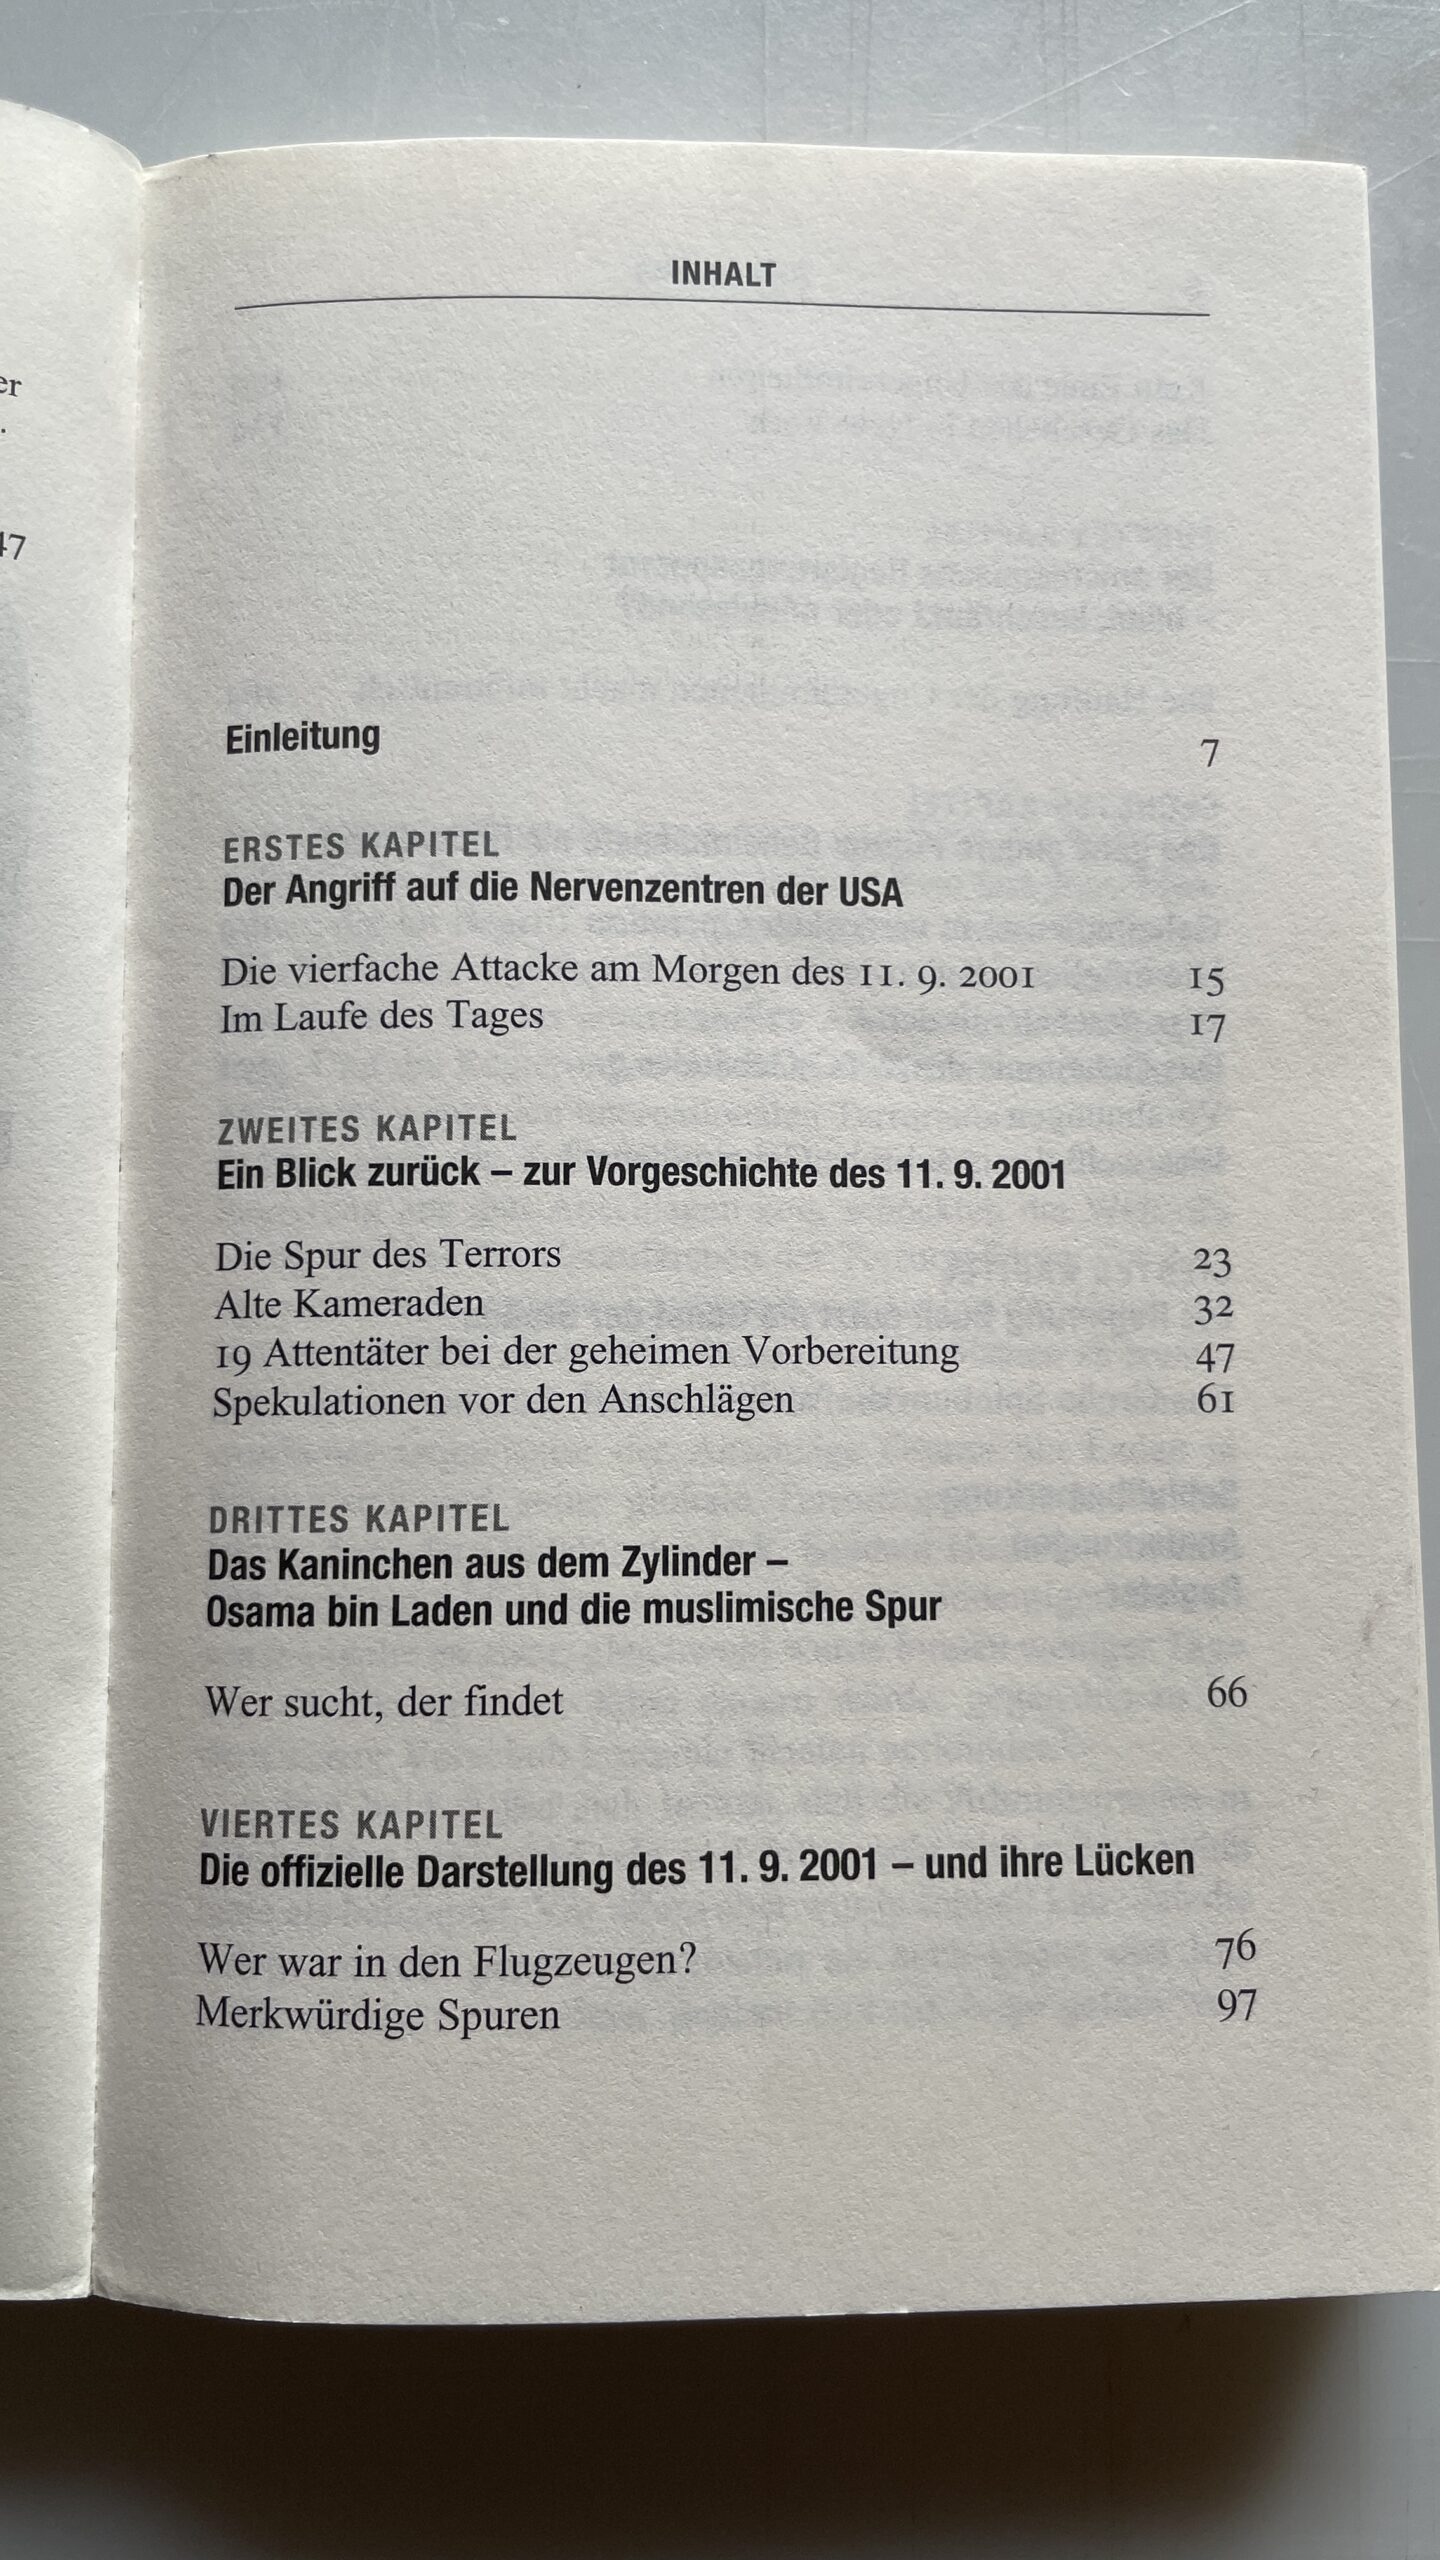 er
.
47
INHALT
Einleitung 7
ERSTES KAPITEL
Der Angriff auf die Nervenzentren der USA
Die vierfache Attacke am Morgen des 11. 9. 2001 15
Im Laufe des Tages 17
ZWEITES KAPITEL
Ein Blick zurück – zur Vorgeschichte des 11. 9. 2001
Die Spur des Terrors 23
Alte Kameraden 32
19 Attentäter bei der geheimen Vorbereitung 47
Spekulationen vor den Anschlägen 61
DRITTES KAPITEL
Das Kaninchen aus dem Zylinder –
Osama bin Laden und die muslimische Spur
Wer sucht, der findet 66
VIERTES KAPITEL
Die offizielle Darstellung des 11. 9. 2001 – und ihre Lücken
Wer war in den Flugzeugen? 76
Merkwürdige Spuren 97